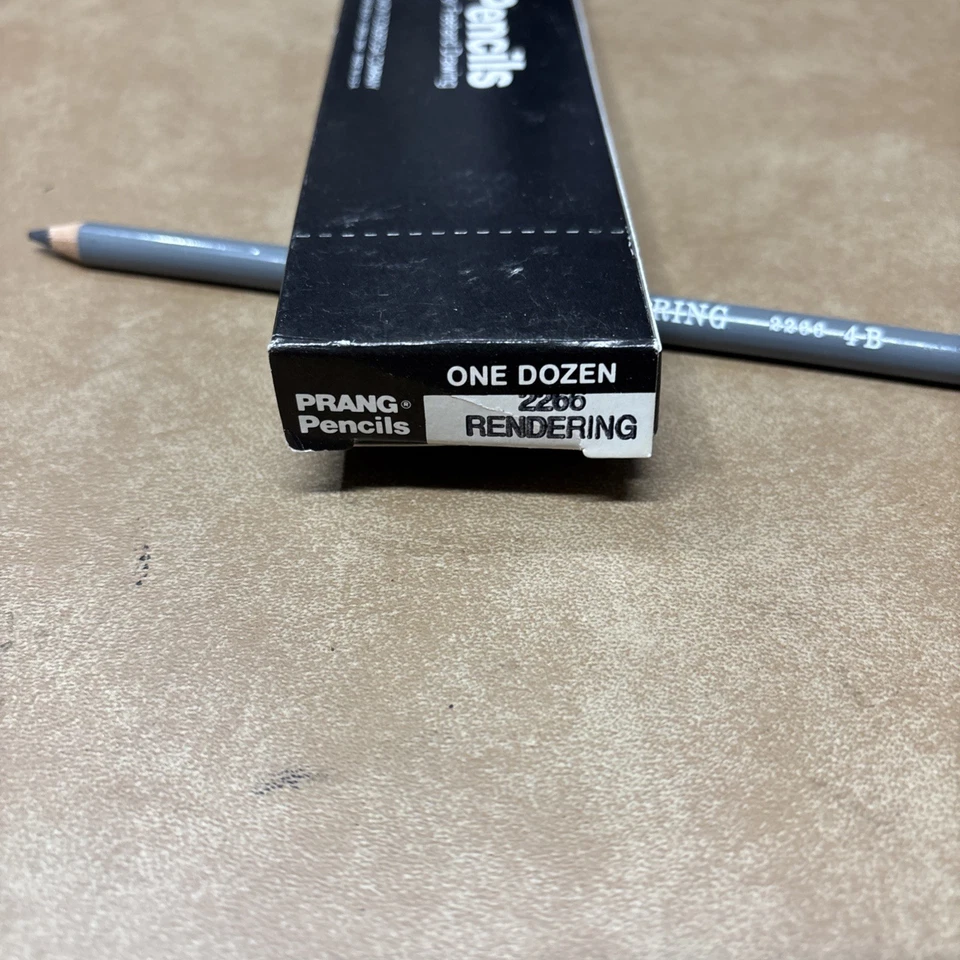 Pencils
ONE DOZEN
PRANG®
Pencils
2266
RENDERING
RING 2266 4B